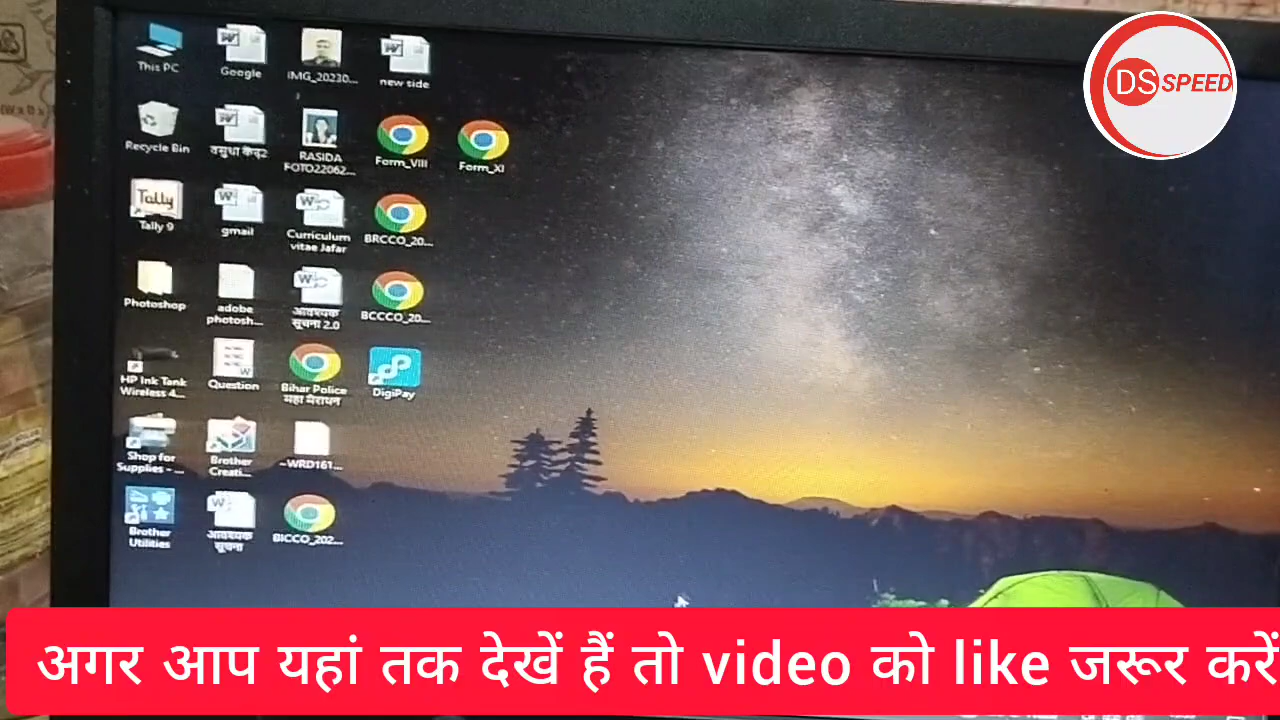 This PC
Google
IMG_20230...
new side
Recycle Bin
वसुधा केंद्र2
RASIDA
FOTO22062...
Form_VIII
Form_XI
Tally
Tally 9
gmail
Curriculum
vitae Jafar
BRCCO_20...
Photoshop
adobe
photosh...
आवश्यक
सूचना 2.0
BCCCO_20...
HP Ink Tank
Wireless 4...
Question
Bihar Police
महा मैराथन
DigiPay
Shop for
Supplies - ...
Brother
Creati...
~WRD161...
Brother
Utilities
आवश्यक
सूचना
BICCO_202...
DS SPEED
अगर आप यहां तक देखें हैं तो video को like जरूर करें